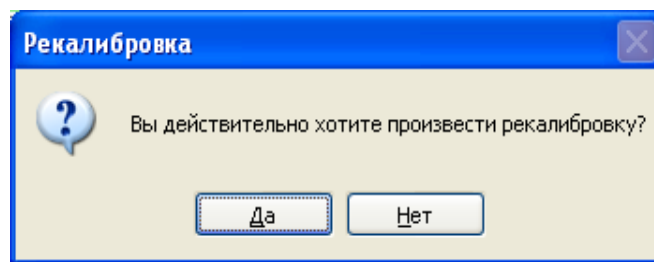 Рекалибровка
Вы действительно хотите произвести рекалибровку?
Да Нет